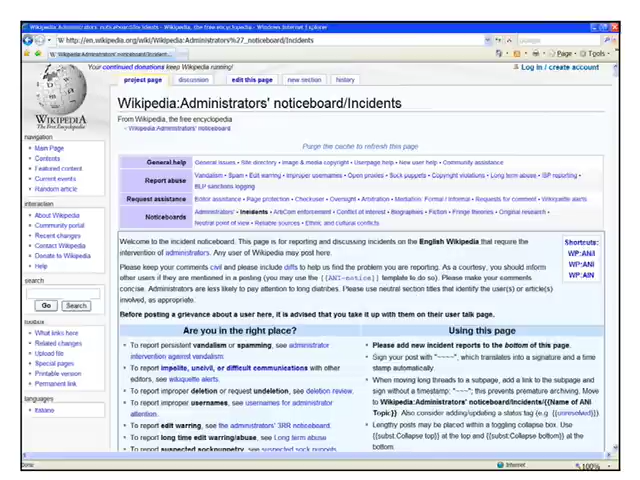 Wikipedia:Administrators' noticeboard/Incidents - Wikipedia, the free encyclopedia - Windows Internet Explorer
http://en.wikipedia.org/wiki/Wikipedia:Administrators%27_noticeboard/Incidents
Google
Wikipedia:Administrators' noticeboard/Incident...
Page Tools
Your continued donations keep Wikipedia running!
Log in / create account
project page discussion edit this page new section history
Wikipedia:Administrators' noticeboard/Incidents
From Wikipedia, the free encyclopedia
< Wikipedia:Administrators' noticeboard
WIKIPEDIA
The Free Encyclopedia
navigation
Main Page
Contents
Featured content
Current events
Random article
interaction
About Wikipedia
Community portal
Recent changes
Contact Wikipedia
Donate to Wikipedia
Help
search
Go Search
toolbox
What links here
Related changes
Upload file
Special pages
Printable version
Permanent link
languages
Italiano
Purge the cache to refresh this page
General help General issues • Site directory • Image & media copyright • Userpage help • New user help • Community assistance
Report abuse Vandalism • Spam • Edit warring • Improper usernames • Open proxies • Sock puppets • Copyright violations • Long term abuse • ISP reporting •
BLP sanctions logging
Request assistance Editor assistance • Page protection • Checkuser • Oversight • Arbitration • Mediation: Formal / Informal • Requests for comment • Wikiquette alerts
Noticeboards Administrators' • Incidents • ArbCom enforcement • Conflict of interest • Biographies • Fiction • Fringe theories • Original research •
Neutral point of view • Reliable sources • Ethnic and cultural conflicts
Welcome to the incident noticeboard. This page is for reporting and discussing incidents on the English Wikipedia that require the
intervention of administrators. Any user of Wikipedia may post here.
Please keep your comments civil and please include diffs to help us find the problem you are reporting. As a courtesy, you should inform
other users if they are mentioned in a posting (you may use the {{ANI-notice}} template to do so). Please make your comments
concise. Administrators are less likely to pay attention to long diatribes. Please use neutral section titles that identify the user(s) or article(s)
involved, as appropriate.
Before posting a grievance about a user here, it is advised that you take it up with them on their user talk page.
Shortcuts:
WP:AN/I
WP:ANI
WP:AIN
Are you in the right place?
To report persistent vandalism or spamming, see administrator
intervention against vandalism.
To report impolite, uncivil, or difficult communications with other
editors, see wikiquette alerts.
To report improper deletion or request undeletion, see deletion review.
To report improper usernames, see usernames for administrator
attention.
To report edit warring, see the administrators' 3RR noticeboard.
To report long time edit warring/abuse, see Long term abuse
To report suspected sockpuppetry, see suspected sock puppets
Using this page
Please add new incident reports to the bottom of this page.
Sign your post with "~~~~", which translates into a signature and a time
stamp automatically.
When moving long threads to a subpage, add a link to the subpage and
sign without a timestamp: "~~~"; this prevents premature archiving. Move
to Wikipedia:Administrators' noticeboard/Incidents/{{Name of ANI
Topic}}. Also consider adding/updating a status tag (e.g. {{unresolved}})
Lengthy posts may be placed within a toggling collapse box. Use
{{subst:Collapse top}} at the top and {{subst:Collapse bottom}} at the
bottom.
Done
Internet
100%